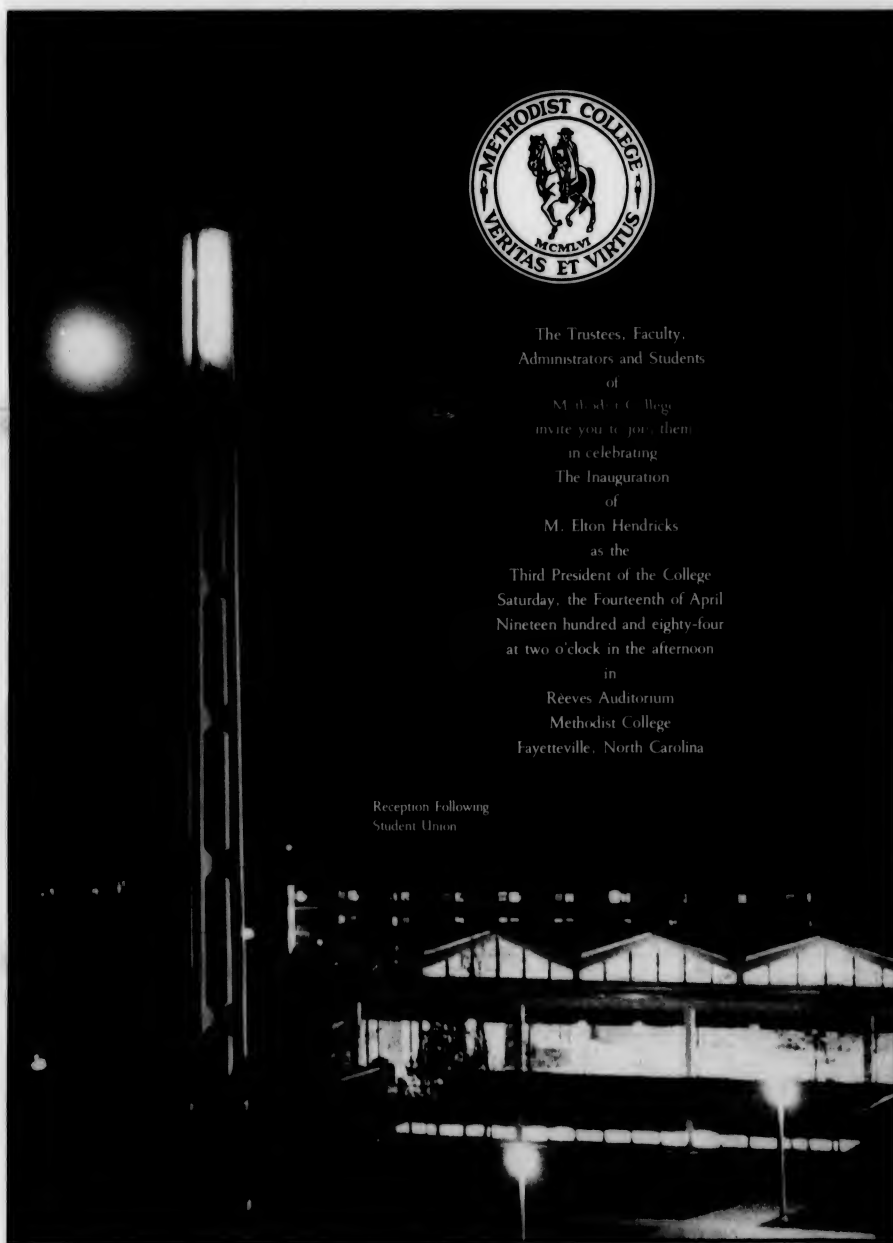 METHODIST COLLEGE
MCMLVI
VERITAS ET VIRTUS
The Trustees, Faculty,
Administrators and Students
of
Methodist College
invite you to join them
in celebrating
The Inauguration
of
M. Elton Hendricks
as the
Third President of the College
Saturday, the Fourteenth of April
Nineteen hundred and eighty-four
at two o'clock in the afternoon
in
Reeves Auditorium
Methodist College
Fayetteville, North Carolina
Reception Following
Student Union